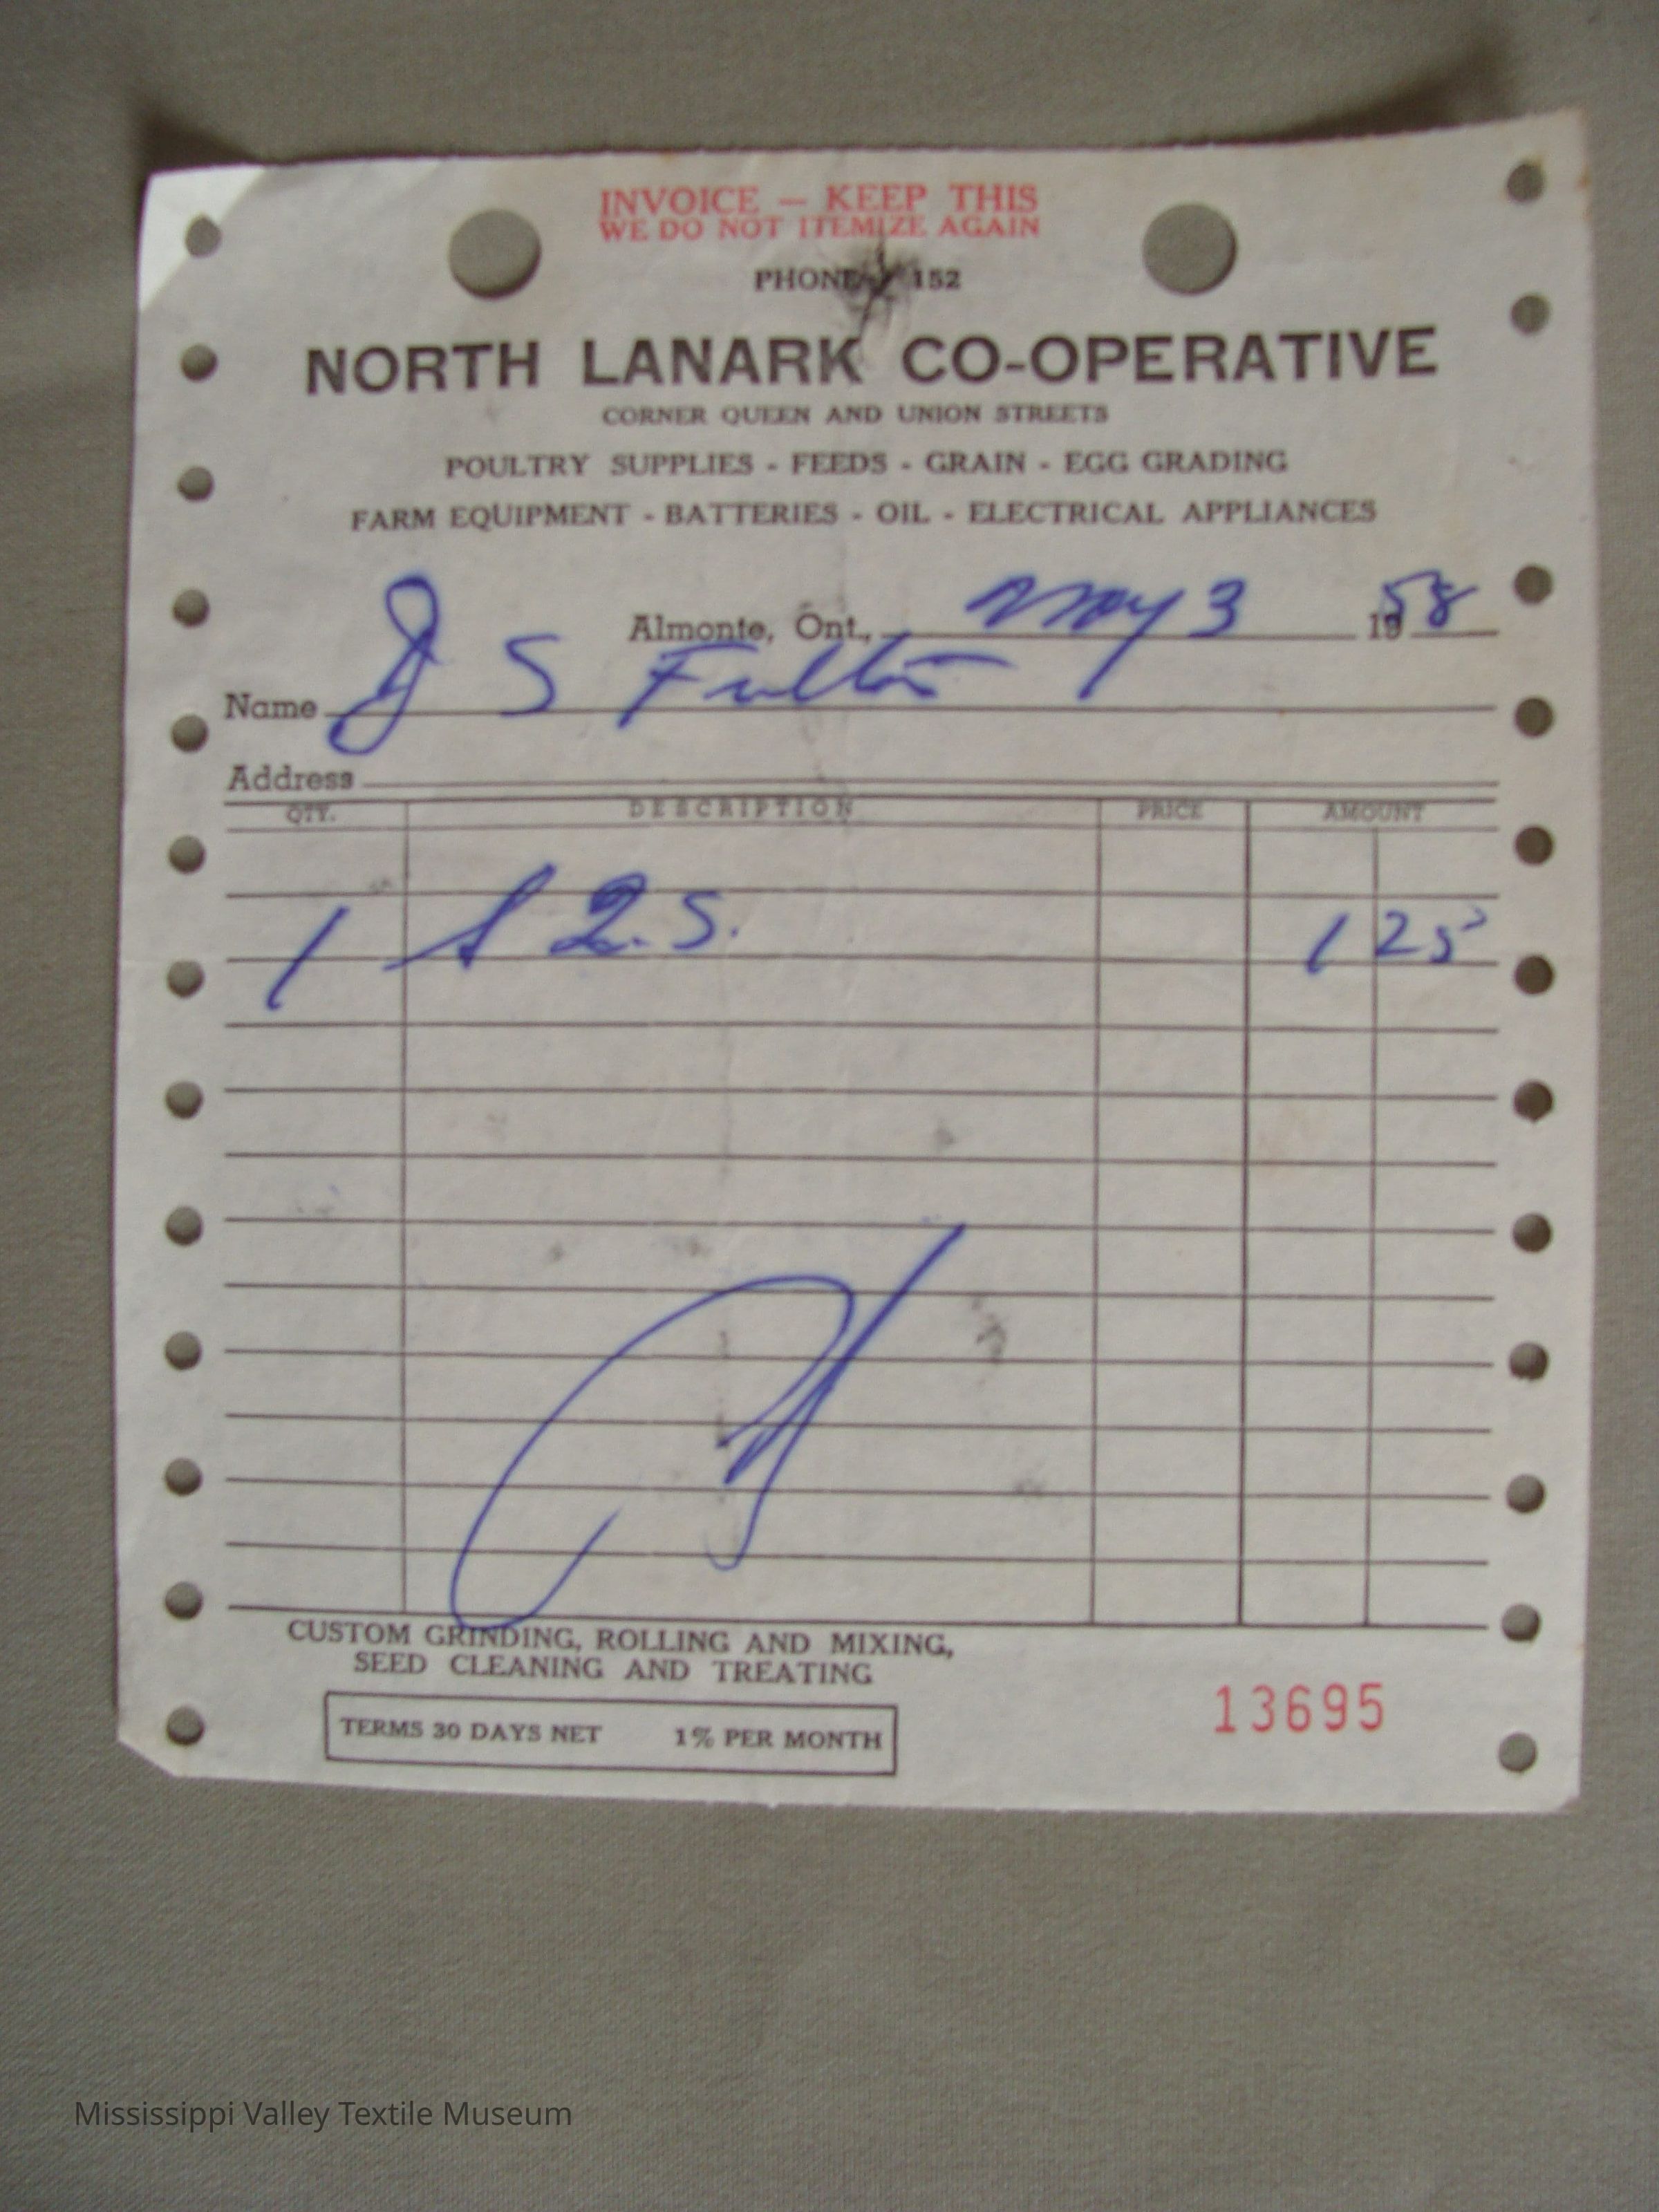 INVOICE — KEEP THIS
WE DO NOT ITEMIZE AGAIN
PHONE 152
NORTH LANARK CO-OPERATIVE
CORNER QUEEN AND UNION STREETS
POULTRY SUPPLIES - FEEDS - GRAIN - EGG GRADING
FARM EQUIPMENT - BATTERIES - OIL - ELECTRICAL APPLIANCES
Almonte, Ont., May 3 1958
Name J S Fulton
Address
QTY. DESCRIPTION PRICE AMOUNT
1 1 25
CUSTOM GRINDING, ROLLING AND MIXING,
SEED CLEANING AND TREATING
TERMS 30 DAYS NET 1% PER MONTH
13695
Mississippi Valley Textile Museum